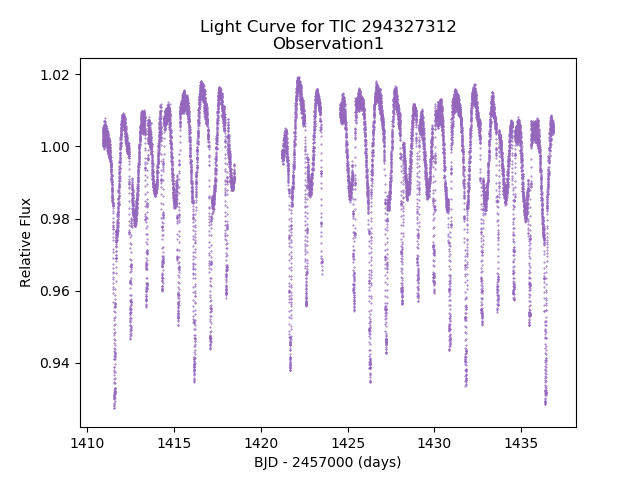 Light Curve for TIC 294327312
Observation1
1.02
1.00
0.98
0.96
0.94
Relative Flux
1410
1415
1420
1425
1430
1435
BJD - 2457000 (days)